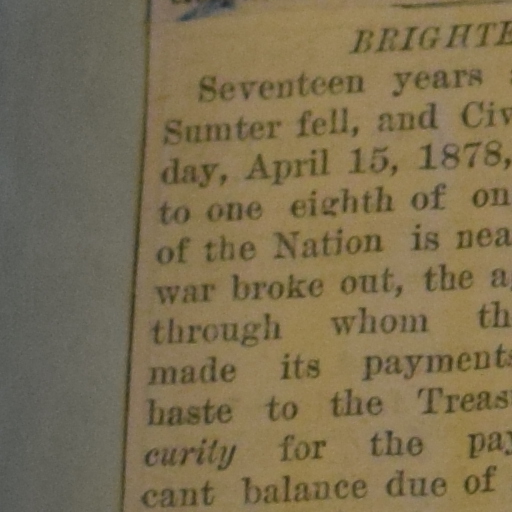 BRIGHTE
Seventeen years
Sumter fell, and Civ
day, April 15, 1878,
to one eighth of on
of the Nation is nea
war broke out, the a
through whom th
made its payments
haste to the Treas
curity for the pay
cant balance due of